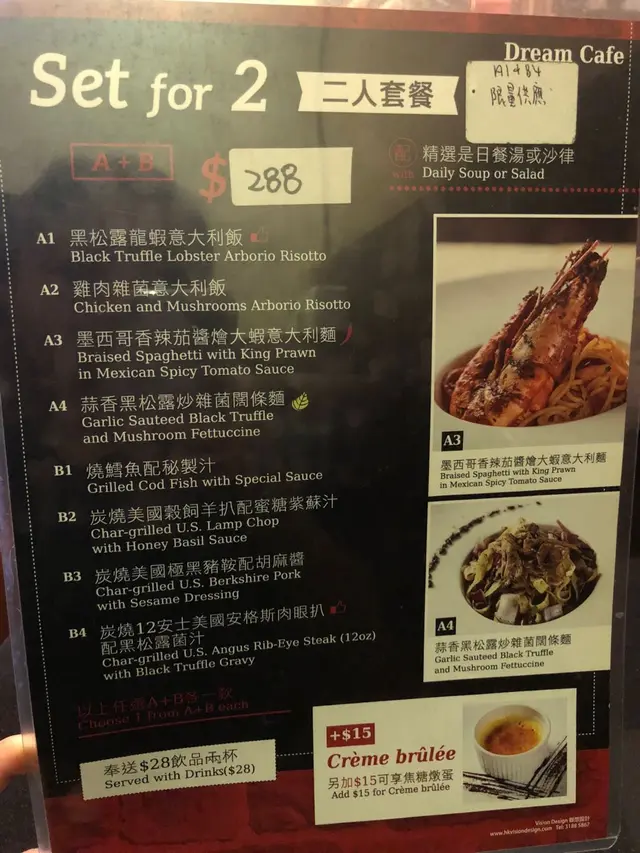 Dream Cafe
Set for 2
二人套餐
A1+B4
限量供應
A+B
$
288
配
with
精選是日餐湯或沙律
Daily Soup or Salad
A1 黑松露龍蝦意大利飯
Black Truffle Lobster Arborio Risotto
A2 雞肉雜菌意大利飯
Chicken and Mushrooms Arborio Risotto
A3 墨西哥香辣茄醬燴大蝦意大利麵
Braised Spaghetti with King Prawn
in Mexican Spicy Tomato Sauce
A4 蒜香黑松露炒雜菌闊條麵
Garlic Sauteed Black Truffle
and Mushroom Fettuccine
B1 燒鱈魚配秘製汁
Grilled Cod Fish with Special Sauce
B2 炭燒美國穀飼羊扒配蜜糖紫蘇汁
Char-grilled U.S. Lamp Chop
with Honey Basil Sauce
B3 炭燒美國極黑豬鞍配胡麻醬
Char-grilled U.S. Berkshire Pork
with Sesame Dressing
B4 炭燒12安士美國安格斯肉眼扒
配黑松露菌汁
Char-grilled U.S. Angus Rib-Eye Steak (12oz)
with Black Truffle Gravy
以上任選A+B各一款
Choose 1 from A+B each
奉送$28飲品兩杯
Served with Drinks($28)
A3
墨西哥香辣茄醬燴大蝦意大利麵
Braised Spaghetti with King Prawn
in Mexican Spicy Tomato Sauce
A4
蒜香黑松露炒雜菌闊條麵
Garlic Sauteed Black Truffle
and Mushroom Fettuccine
+$15
Crème brûlée
另加$15可享焦糖燉蛋
Add $15 for Crème brûlée
Vision Design
www.hkvisiondesign.com Tel: 3188 5867